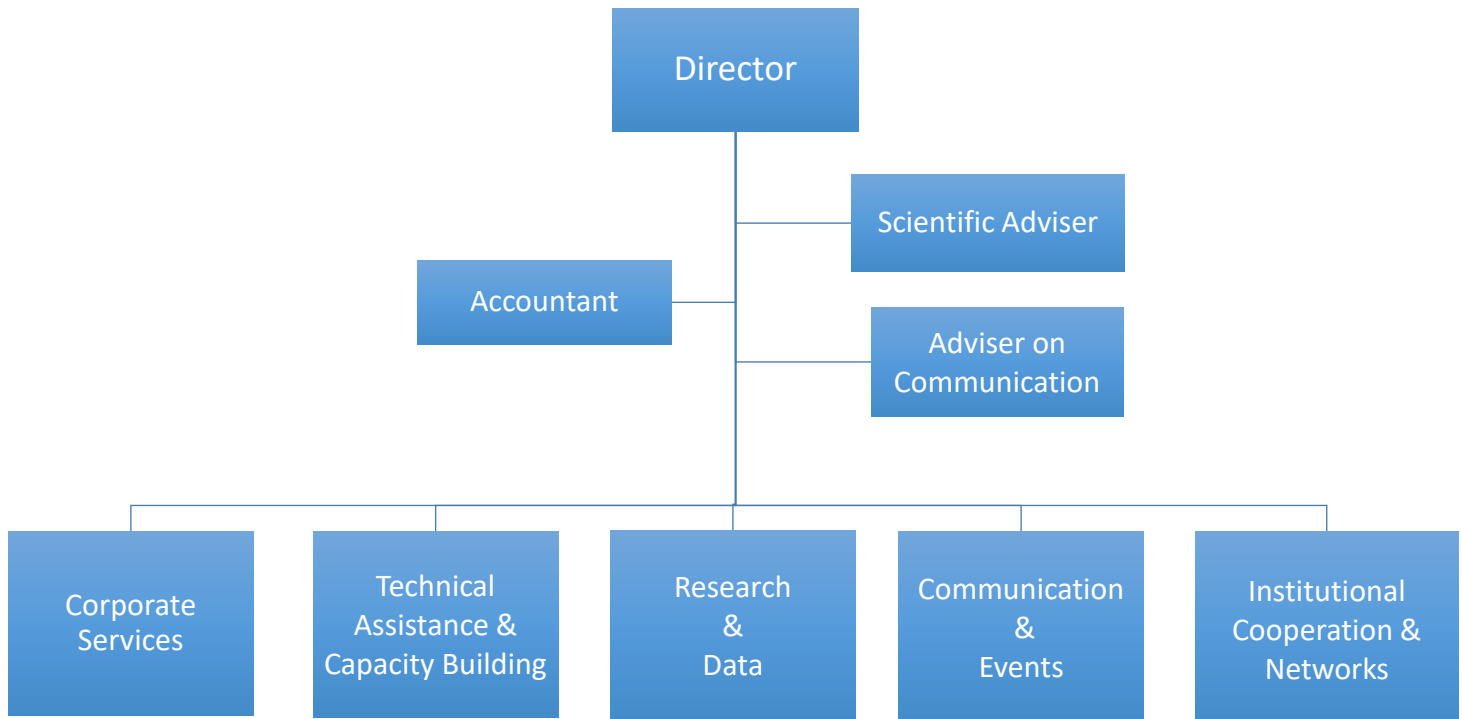 Director
Scientific Adviser
Accountant
Adviser on
Communication
Corporate
Services
Technical
Assistance &
Capacity Building
Research
&
Data
Communication
&
Events
Institutional
Cooperation &
Networks